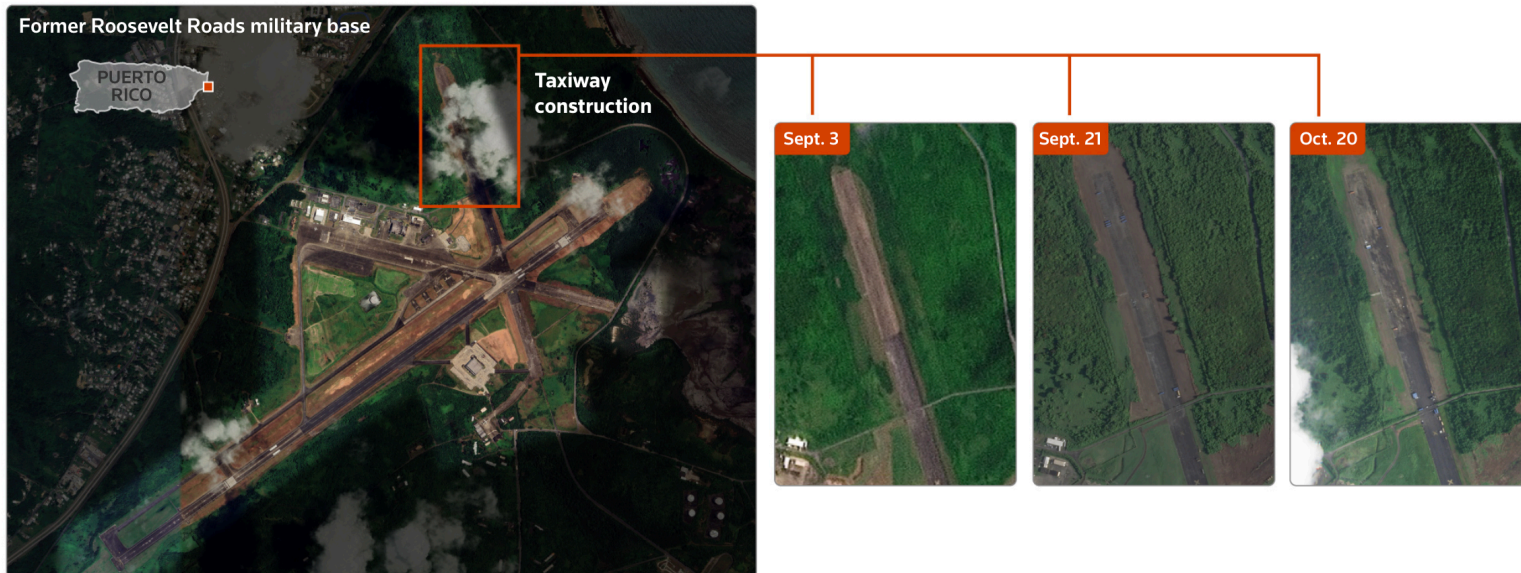 Former Roosevelt Roads military base
PUERTO
RICO
Taxiway
construction
Sept. 3
Sept. 21
Oct. 20